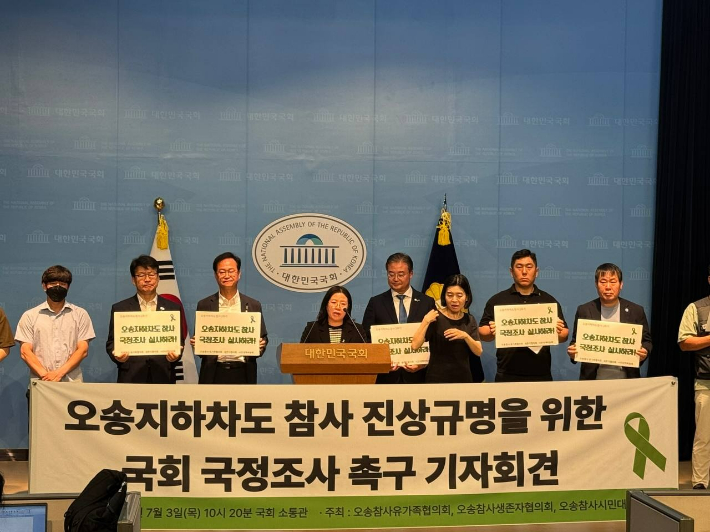 THE NATIONAL ASSEMBLY OF THE REPUBLIC OF KOREA
대한민국국회
오송지하차도 참사
국정조사 실시하라!
오송지하차도 참사
국정조사 실시하라!
오송지하차도 참사
국정조사 실시하라!
오송지하차도 참사
국정조사 실시하라!
대한민국국회
오송지하차도 참사 진상규명을 위한
국회 국정조사 촉구 기자회견
7월 3일(목) 10시 20분 국회 소통관 · 주최 : 오송참사유가족협의회, 오송참사생존자협의회, 오송참사시민대